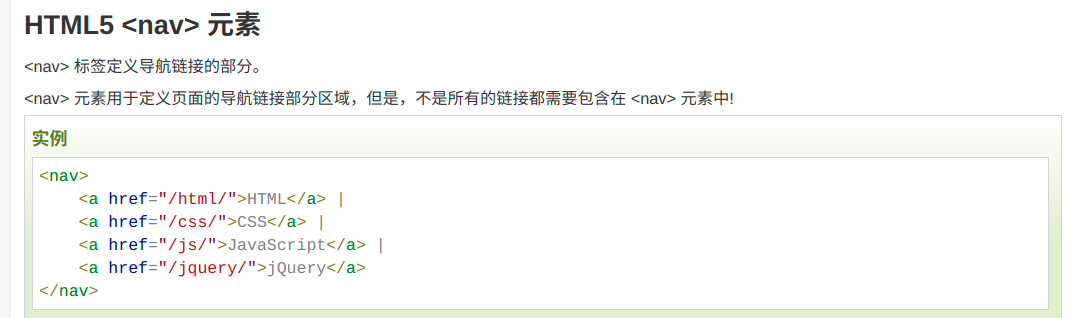 HTML5 <nav> 元素
<nav> 标签定义导航链接的部分。
<nav> 元素用于定义页面的导航链接部分区域，但是，不是所有的链接都需要包含在 <nav> 元素中!
实例
<nav>
    <a href="/html/">HTML</a> |
    <a href="/css/">CSS</a> |
    <a href="/js/">JavaScript</a> |
    <a href="/jquery/">jQuery</a>
</nav>